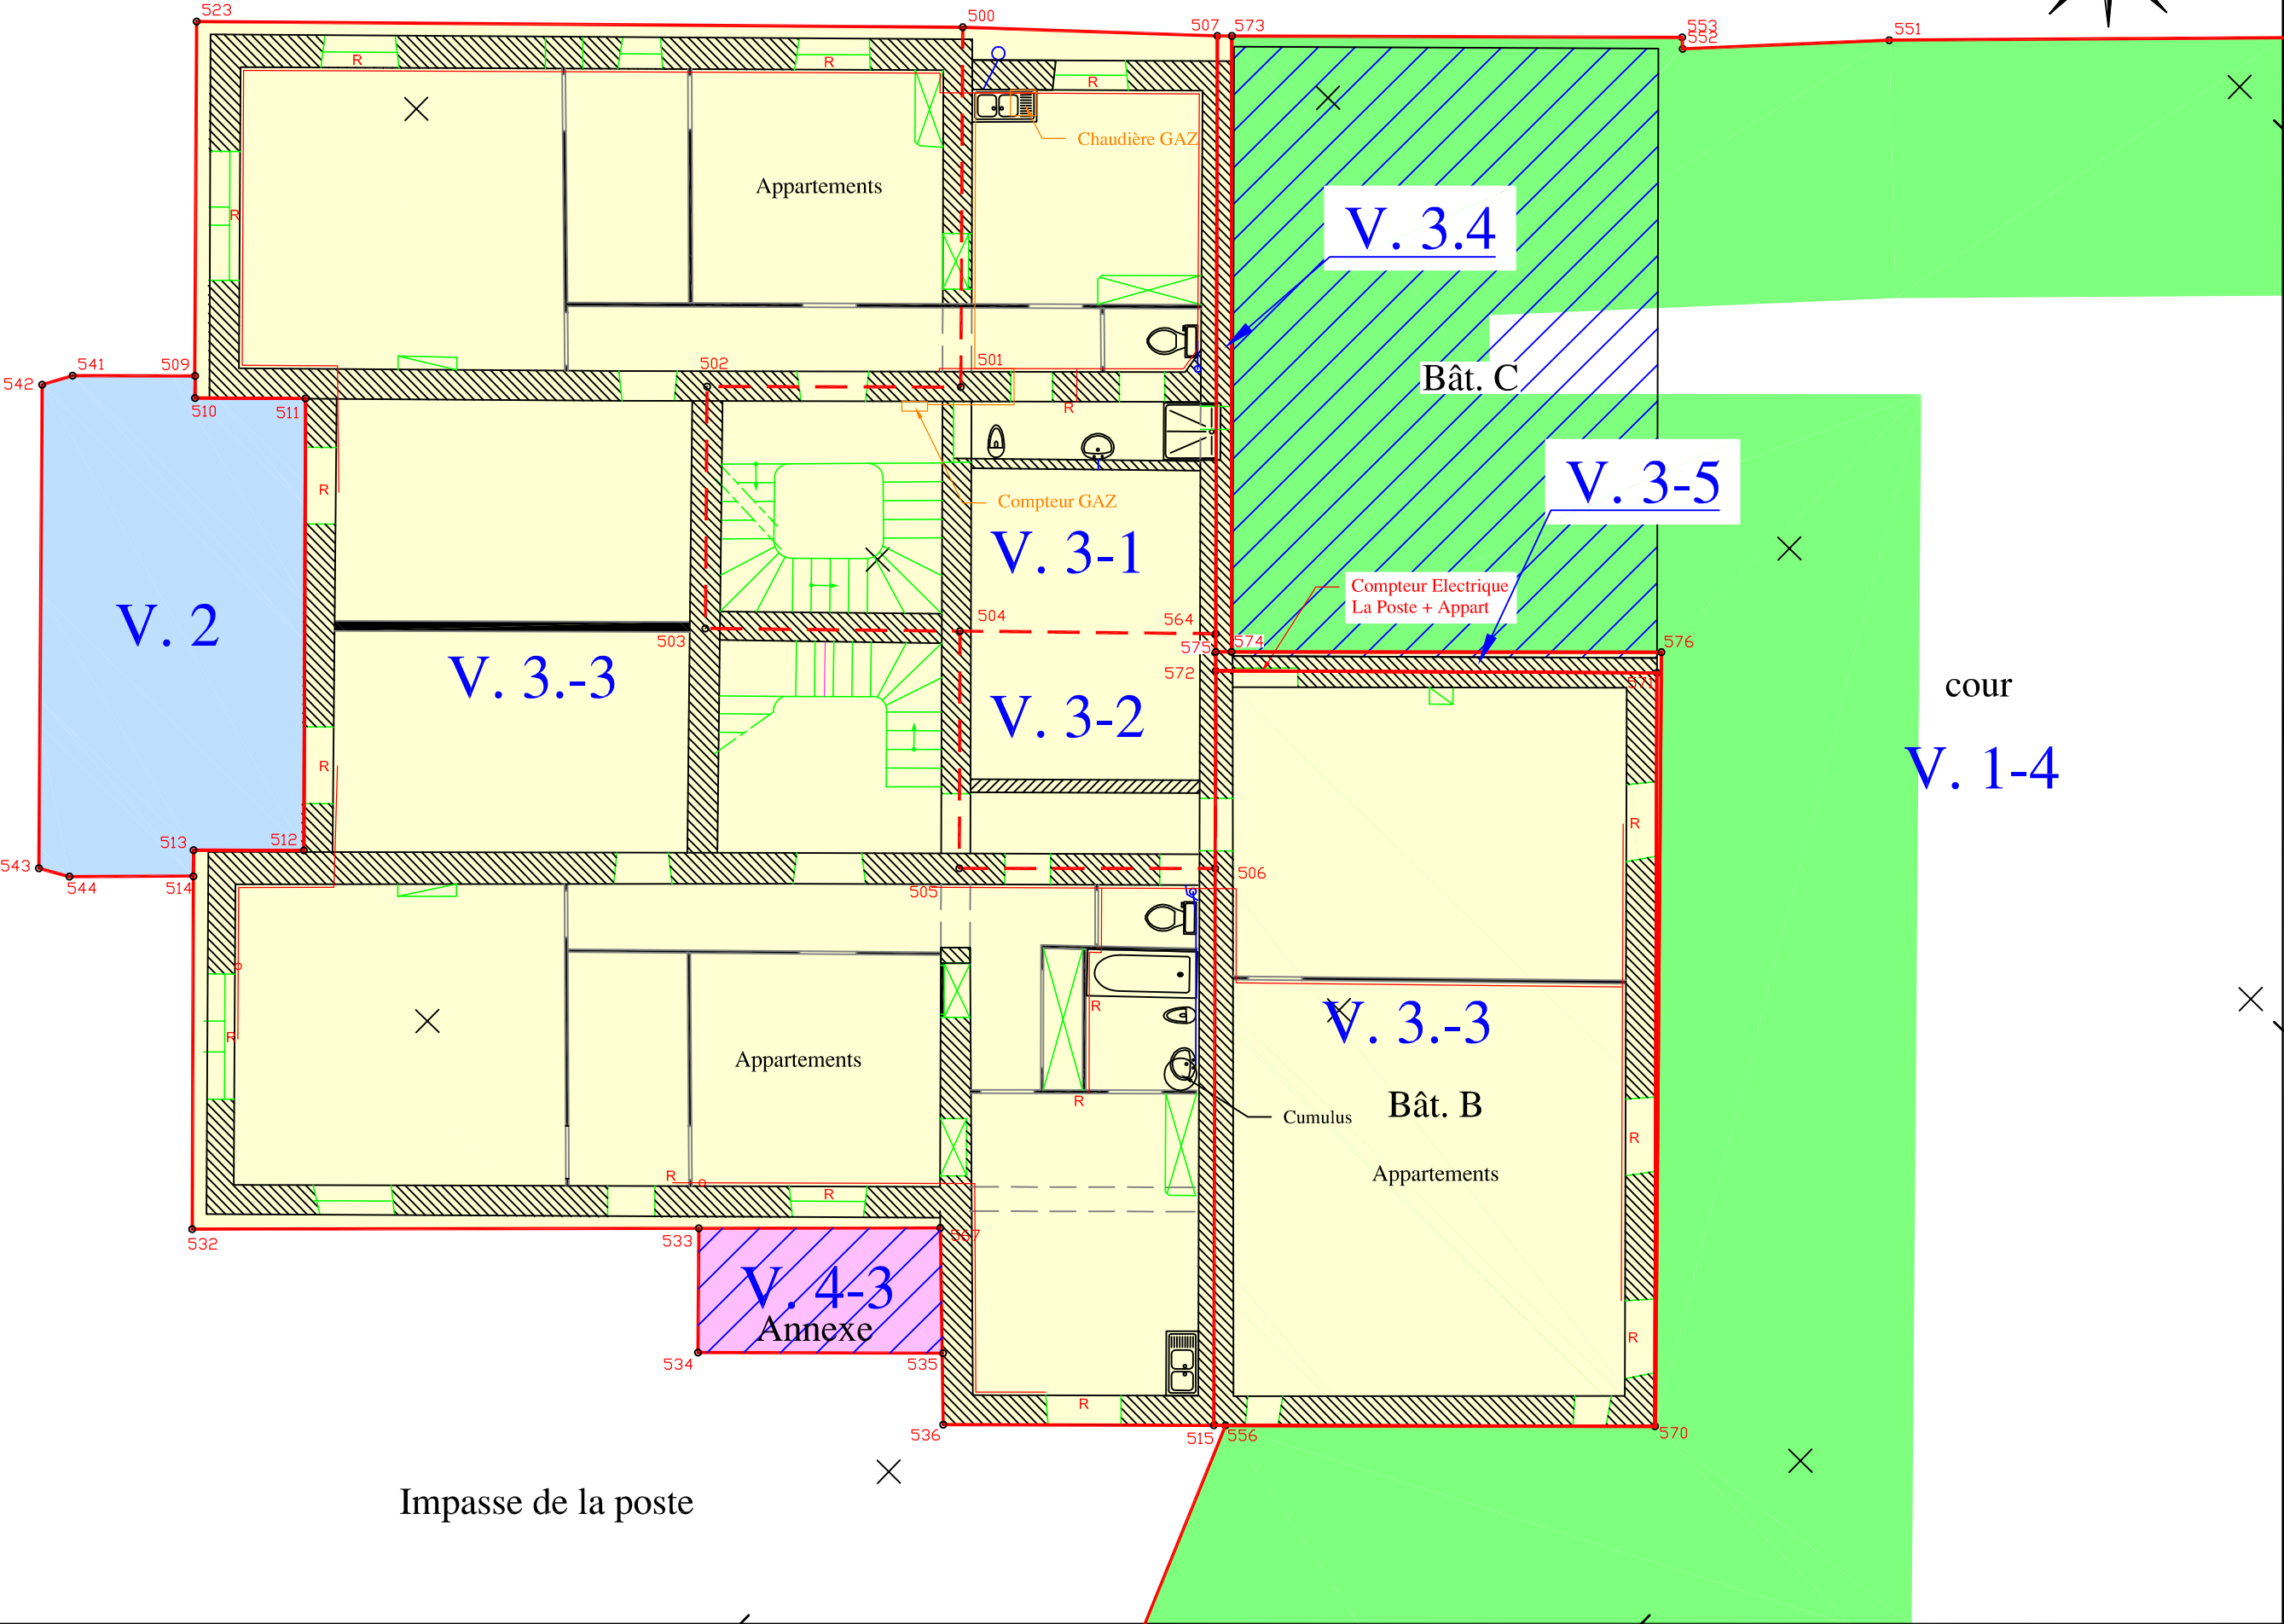 523
500
507
573
553
552
551
R
R
R
Chaudière GAZ
Appartements
R
V. 3.4
502
501
541
509
542
510
511
R
Bât. C
R
Compteur GAZ
V. 3-5
V. 3-1
Compteur Electrique
La Poste + Appart
V. 2
504
564
503
575
574
576
572
571
V. 3.-3
V. 3-2
cour
V. 1-4
R
R
513
512
543
544
514
505
506
R
R
V. 3.-3
Appartements
R
Bât. B
Cumulus
R
Appartements
R
R
532
533
567
V. 4-3
Annexe
R
534
535
R
536
515
556
570
Impasse de la poste